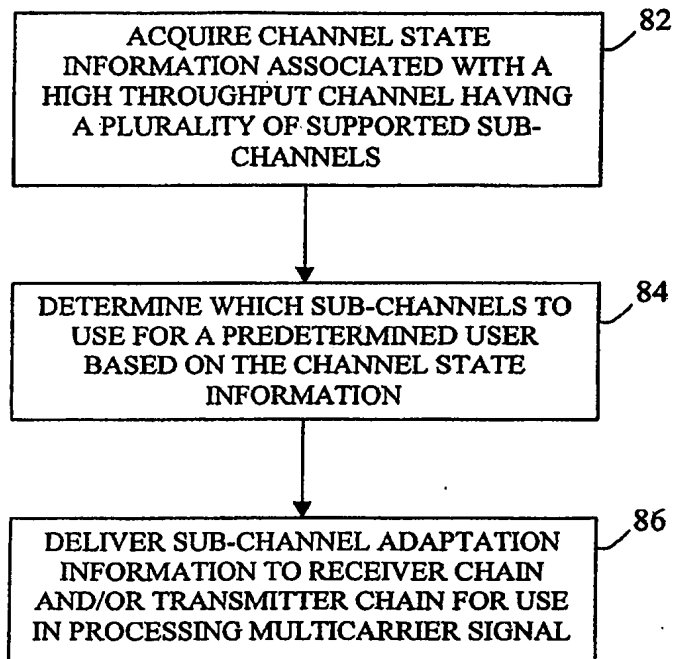 ACQUIRE CHANNEL STATE
INFORMATION ASSOCIATED WITH A
HIGH THROUGHPUT CHANNEL HAVING
A PLURALITY OF SUPPORTED SUB-
CHANNELS
82
DETERMINE WHICH SUB-CHANNELS TO
USE FOR A PREDETERMINED USER
BASED ON THE CHANNEL STATE
INFORMATION
84
DELIVER SUB-CHANNEL ADAPTATION
INFORMATION TO RECEIVER CHAIN
AND/OR TRANSMITTER CHAIN FOR USE
IN PROCESSING MULTICARRIER SIGNAL
86